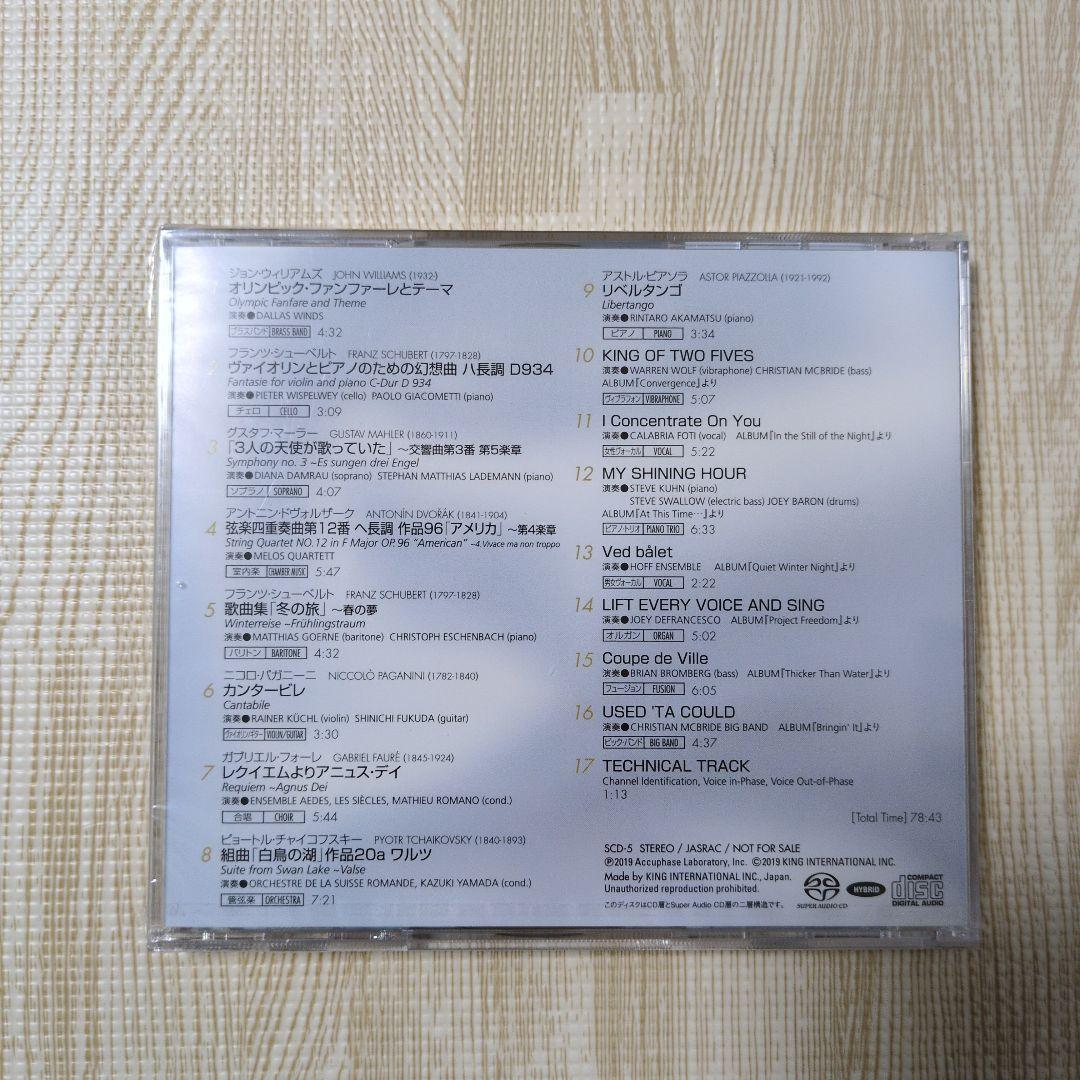 ジョン・ウィリアムズ JOHN WILLIAMS (1932-)
オリンピック・ファンファーレとテーマ
Olympic Fanfare and Theme
演奏●DALLAS WINDS
ブラスバンド BRASS BAND 4:32
フランツ・シューベルト FRANZ SCHUBERT (1797-1828)
2 ヴァイオリンとピアノのための幻想曲 ハ長調 D934
Fantasie for violin and piano C-Dur D 934
演奏●PIETER WISPELWEY (cello) PAOLO GIACOMETTI (piano)
チェロ CELLO 3:09
グスタフ・マーラー GUSTAV MAHLER (1860-1911)
3 「3人の天使が歌っていた」 ～交響曲第3番 第5楽章
Symphony no. 3 ~Es sungen drei Engel
演奏●DIANA DAMRAU (soprano) STEPHAN MATTHIAS LADEMANN (piano)
ソプラノ SOPRANO 4:07
アントニン・ドヴォルザーク ANTONÍN DVOŘÁK (1841-1904)
4 弦楽四重奏曲第12番 ヘ長調 作品96「アメリカ」 ～第4楽章
String Quartet NO.12 in F Major OP.96 "American" ~4.Vivace ma non troppo
演奏●MELOS QUARTETT
室内楽 CHAMBER MUSIC 5:47
フランツ・シューベルト FRANZ SCHUBERT (1797-1828)
5 歌曲集「冬の旅」 ～春の夢
Winterreise ~Frühlingstraum
演奏●MATTHIAS GOERNE (baritone) CHRISTOPH ESCHENBACH (piano)
バリトン BARITONE 4:32
ニコロ・パガニーニ NICCOLÒ PAGANINI (1782-1840)
6 カンタービレ
Cantabile
演奏●RAINER KÜCHL (violin) SHINICHI FUKUDA (guitar)
ヴァイオリン/ギター VIOLIN/GUITAR 3:30
ガブリエル・フォーレ GABRIEL FAURÉ (1845-1924)
7 レクイエムよりアニュス・デイ
Requiem ~Agnus Dei
演奏●ENSEMBLE AEDES, LES SIÈCLES, MATHIEU ROMANO (cond.)
合唱 CHOIR 5:44
ピョートル・チャイコフスキー PYOTR TCHAIKOVSKY (1840-1893)
8 組曲「白鳥の湖」作品20a ワルツ
Suite from Swan Lake ~Valse
演奏●ORCHESTRE DE LA SUISSE ROMANDE, KAZUKI YAMADA (cond.)
管弦楽 ORCHESTRA 7:21
アストル・ピアソラ ASTOR PIAZZOLLA (1921-1992)
9 リベルタンゴ
Libertango
演奏●RINTARO AKAMATSU (piano)
ピアノ PIANO 3:34
10 KING OF TWO FIVES
演奏●WARREN WOLF (vibraphone) CHRISTIAN MCBRIDE (bass)
ALBUM『Convergence』より
ヴィブラフォン VIBRAPHONE 5:07
11 I Concentrate On You
演奏●CALABRIA FOTI (vocal) ALBUM『In the Still of the Night』より
女性ヴォーカル VOCAL 5:22
12 MY SHINING HOUR
演奏●STEVE KUHN (piano)
STEVE SWALLOW (electric bass) JOEY BARON (drums)
ALBUM『At This Time…』より
ピアノ・トリオ PIANO TRIO 6:33
13 Ved bålet
演奏●HOFF ENSEMBLE ALBUM『Quiet Winter Night』より
男女ヴォーカル VOCAL 2:22
14 LIFT EVERY VOICE AND SING
演奏●JOEY DEFRANCESCO ALBUM『Project Freedom』より
オルガン ORGAN 5:02
15 Coupe de Ville
演奏●BRIAN BROMBERG (bass) ALBUM『Thicker Than Water』より
フュージョン FUSION 6:05
16 USED 'TA COULD
演奏●CHRISTIAN MCBRIDE BIG BAND ALBUM『Bringin' It』より
ビック・バンド BIG BAND 4:37
17 TECHNICAL TRACK
Channel Identification, Voice in-Phase, Voice Out-of-Phase
1:13
[Total Time] 78:43
SCD-5 STEREO / JASRAC / NOT FOR SALE
℗2019 Accuphase Laboratory, Inc. ©2019 KING INTERNATIONAL INC.
Made by KING INTERNATIONAL INC., Japan.
Unauthorized reproduction prohibited.
このディスクはCD層とSuper Audio CD層の二層構造です。
SUPER AUDIO CD
HYBRID
COMPACT
disc
DIGITAL AUDIO